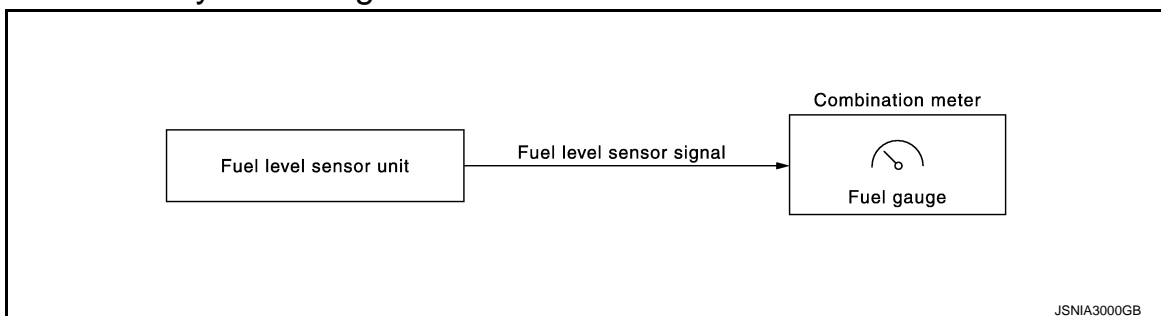 Combination meter
Fuel level sensor unit
Fuel level sensor signal
Fuel gauge
JSNIA3000GB